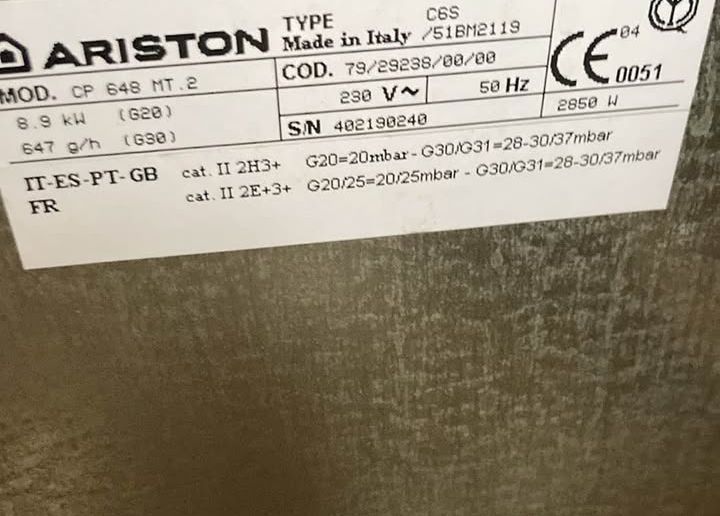 ARISTON
TYPE C6S
Made in Italy /51BM2119
CE 04
0051
MOD. CP 648 MT.2
COD. 79/29238/00/00
8.9 kW (G20)
230 V~ 50 Hz
2850 W
647 g/h (G30)
S/N 402190240
IT-ES-PT-GB cat. II 2H3+ G20=20mbar - G30/G31=28-30/37mbar
FR cat. II 2E+3+ G20/25=20/25mbar - G30/G31=28-30/37mbar